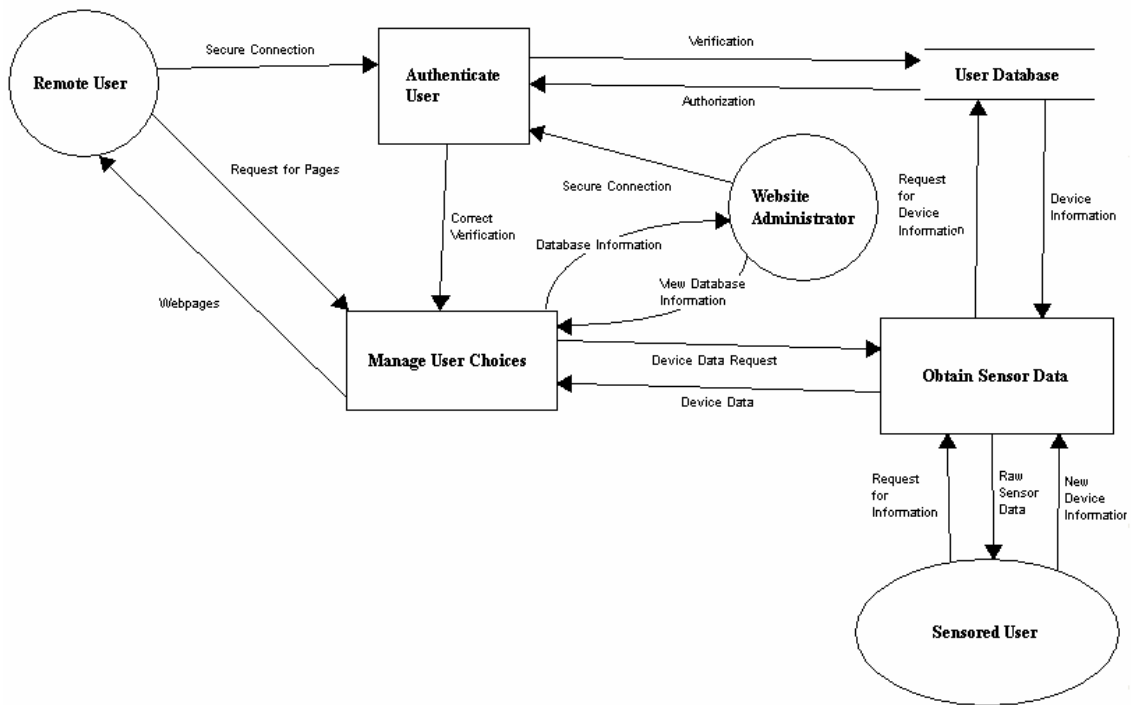 Remote User
Secure Connection
Authenticate
User
Verification
Authorization
User Database
Request for Pages
Correct
Verification
Secure Connection
Website
Administrator
Database Information
View Database
Information
Request
for
Device
Information
Device
Information
Webpages
Manage User Choices
Device Data Request
Device Data
Obtain Sensor Data
Request
for
Information
Raw
Sensor
Data
New
Device
Information
Sensored User